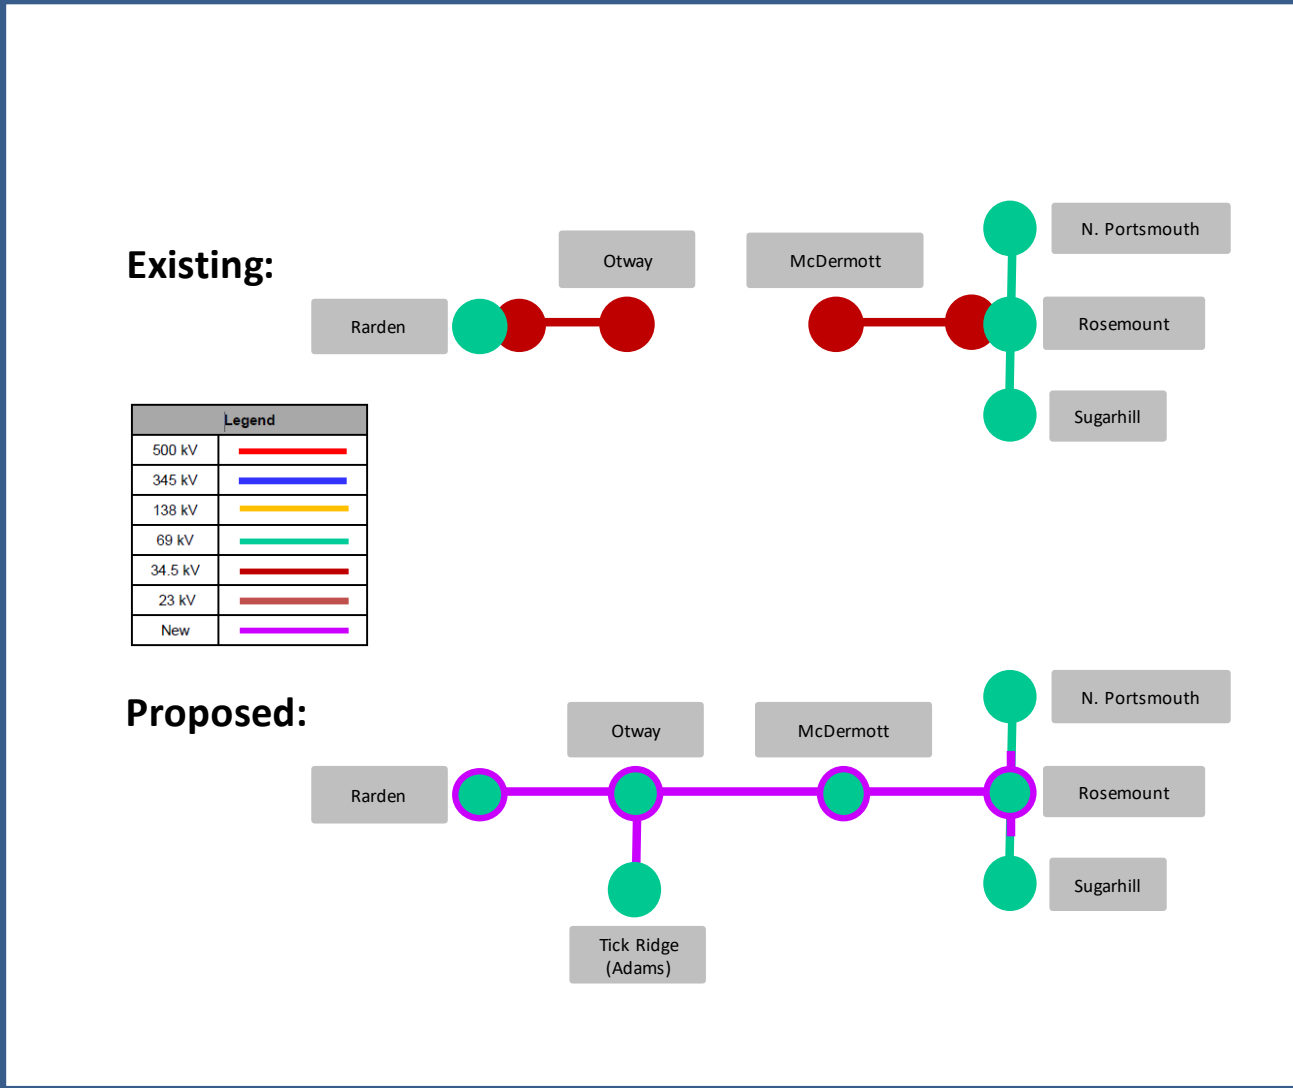 Existing:
Otway
McDermott
N. Portsmouth
Rarden
Rosemount
Sugarhill
Legend
500 kV
345 kV
138 kV
69 kV
34.5 kV
23 kV
New
Proposed:
Otway
McDermott
N. Portsmouth
Rarden
Rosemount
Sugarhill
Tick Ridge
(Adams)